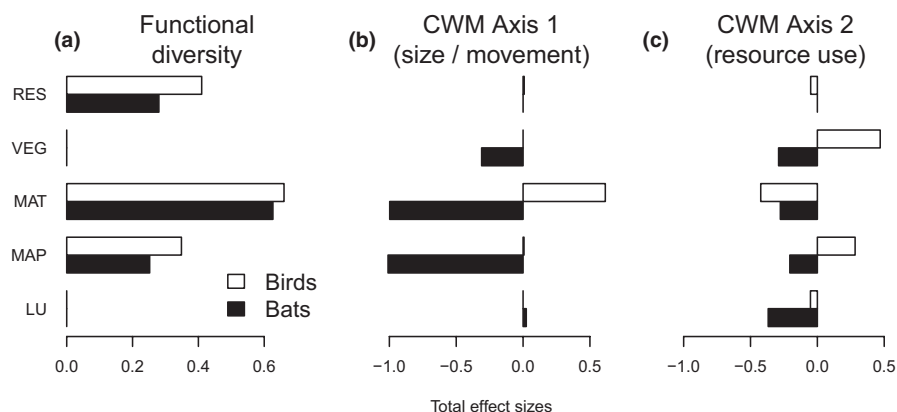 (a) Functional diversity
(b) CWM Axis 1 (size / movement)
(c) CWM Axis 2 (resource use)
RES
VEG
MAT
MAP
LU
Birds
Bats
0.0 0.2 0.4 0.6
−1.0 −0.5 0.0 0.5
−1.0 −0.5 0.0 0.5
Total effect sizes